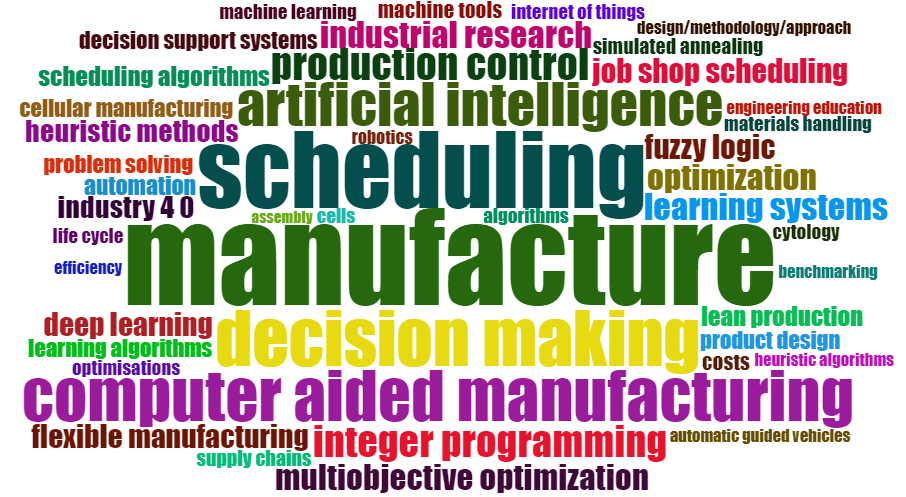 machine learning
machine tools
internet of things
design/methodology/approach
decision support systems
industrial research
simulated annealing
scheduling algorithms
production control
job shop scheduling
cellular manufacturing
artificial intelligence
engineering education
materials handling
heuristic methods
robotics
scheduling
fuzzy logic
problem solving
automation
optimization
industry 4 0
assembly
cells
algorithms
learning systems
life cycle
manufacture
cytology
efficiency
benchmarking
deep learning
decision making
lean production
learning algorithms
product design
optimisations
costs
heuristic algorithms
computer aided manufacturing
flexible manufacturing
integer programming
automatic guided vehicles
supply chains
multiobjective optimization